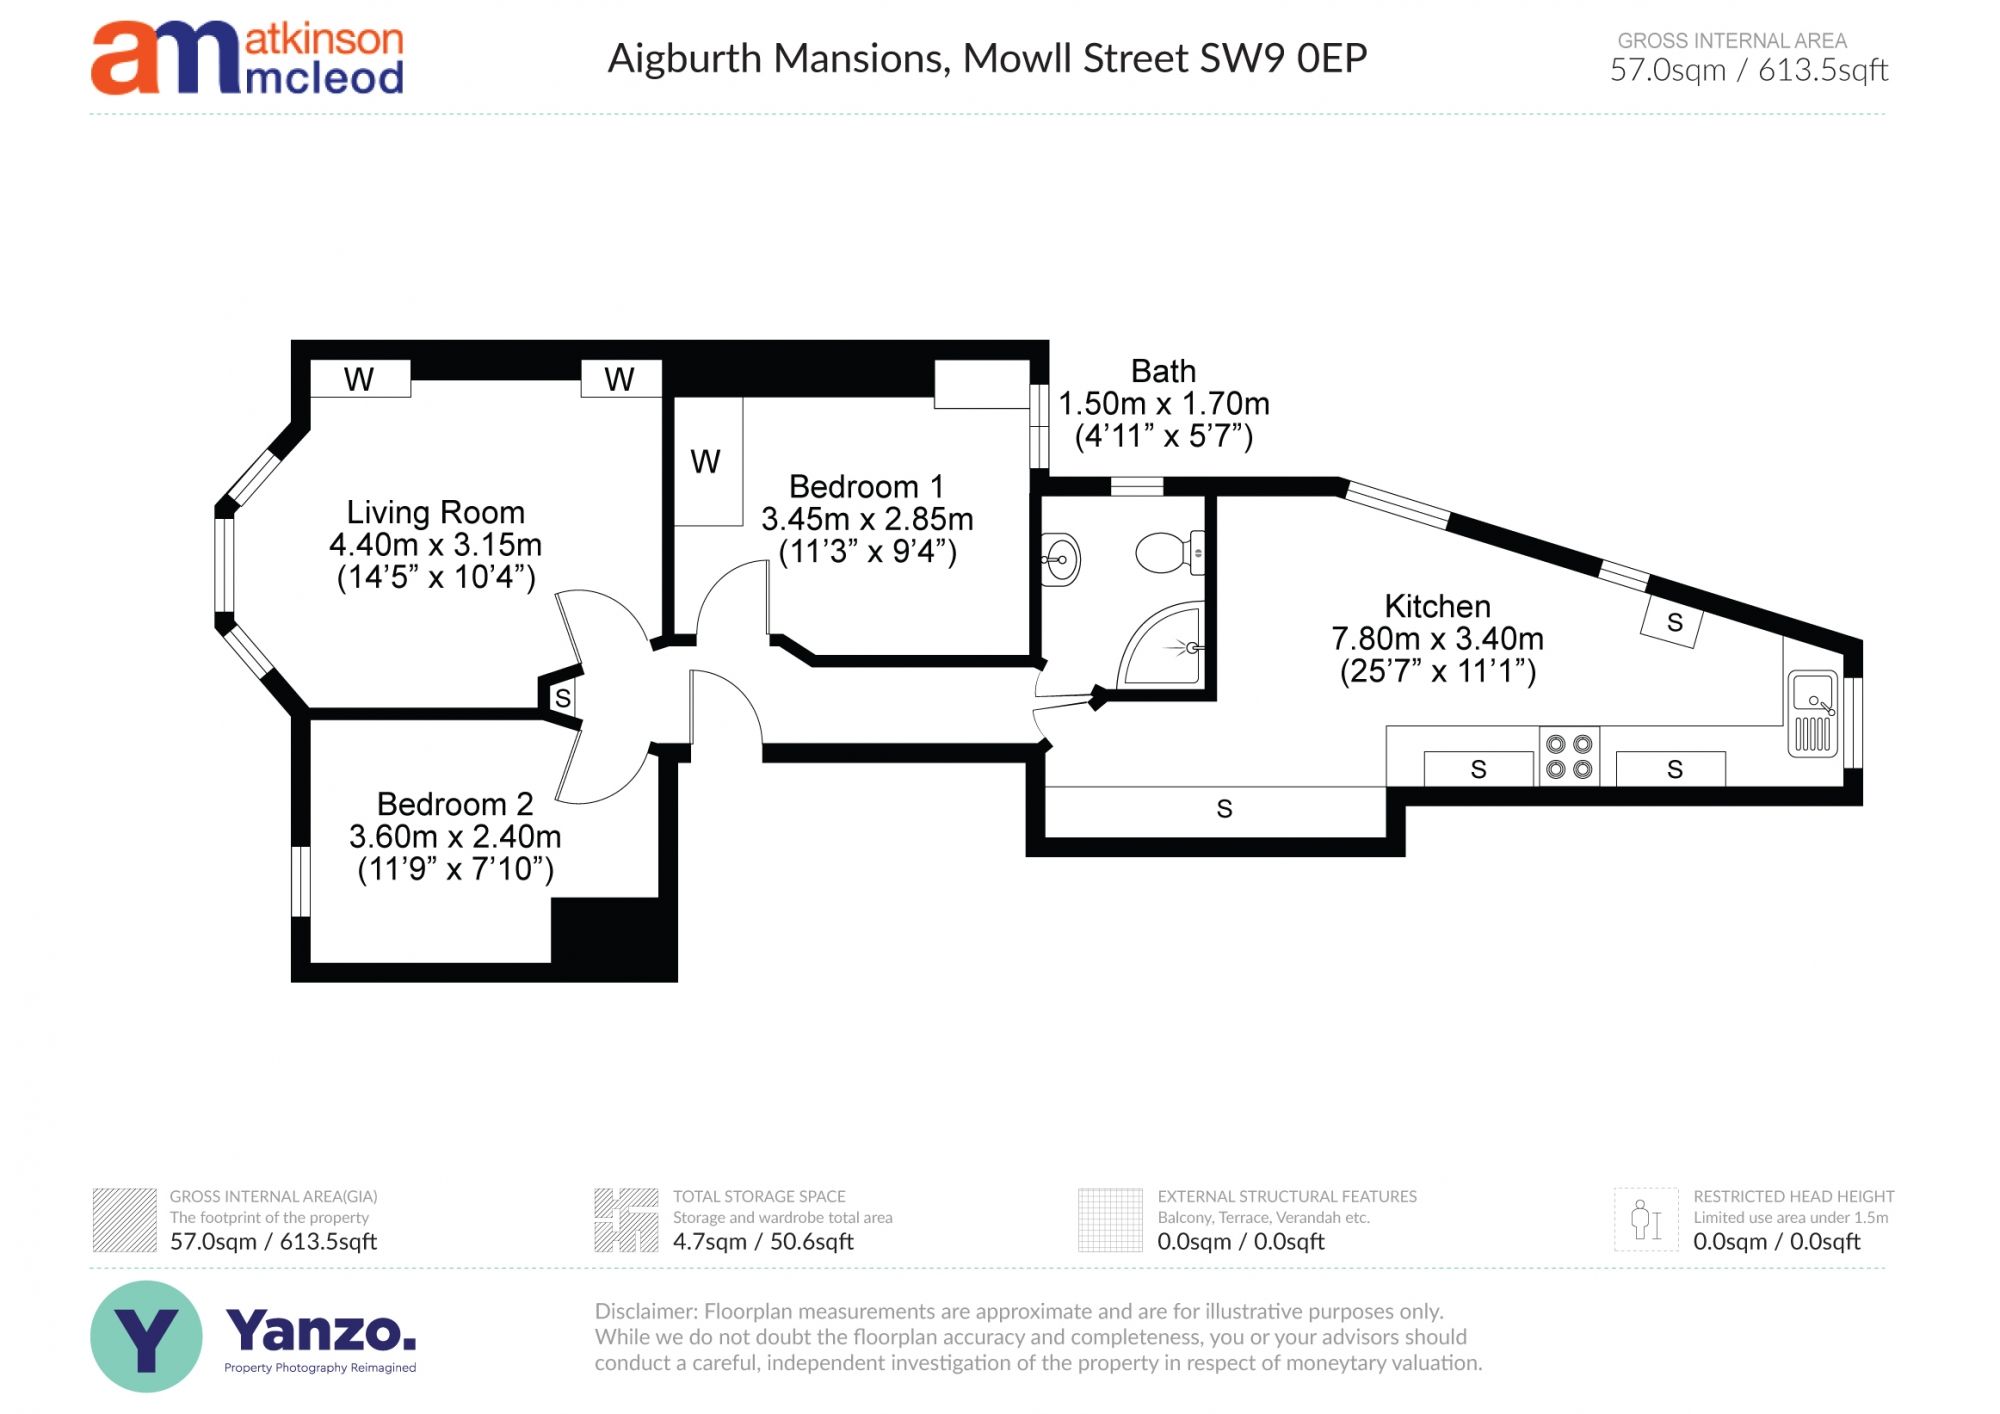 am atkinson
mcleod
Aigburth Mansions, Mowll Street SW9 0EP
GROSS INTERNAL AREA
57.0sqm / 613.5sqft
W
W
Bath
1.50m x 1.70m
(4'11” x 5'7”)
W
Bedroom 1
3.45m x 2.85m
(11'3” x 9'4”)
Living Room
4.40m x 3.15m
(14'5” x 10'4”)
Kitchen
7.80m x 3.40m
(25'7” x 11'1”)
S
S
Bedroom 2
3.60m x 2.40m
(11'9” x 7'10”)
S
S
S
GROSS INTERNAL AREA(GIA)
The footprint of the property
57.0sqm / 613.5sqft
TOTAL STORAGE SPACE
Storage and wardrobe total area
4.7sqm / 50.6sqft
EXTERNAL STRUCTURAL FEATURES
Balcony, Terrace, Verandah etc.
0.0sqm / 0.0sqft
RESTRICTED HEAD HEIGHT
Limited use area under 1.5m
0.0sqm / 0.0sqft
Y
Yanzo.
Property Photography Reimagined
Disclaimer: Floorplan measurements are approximate and are for illustrative purposes only.
While we do not doubt the floorplan accuracy and completeness, you or your advisors should
conduct a careful, independent investigation of the property in respect of moneytary valuation.